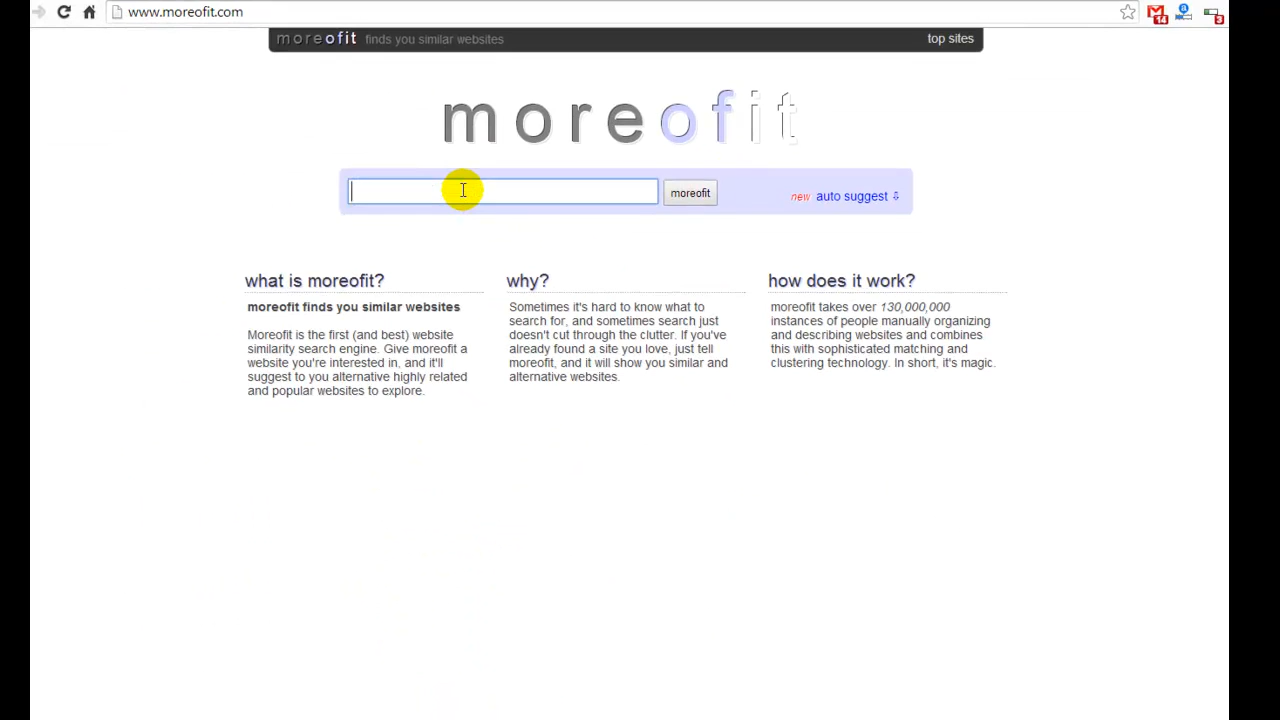 www.moreofit.com
14
a
3
moreofit finds you similar websites
top sites
moreofit
moreofit
new auto suggest ⇩
what is moreofit?
moreofit finds you similar websites
Moreofit is the first (and best) website
similarity search engine. Give moreofit a
website you're interested in, and it'll
suggest to you alternative highly related
and popular websites to explore.
why?
Sometimes it's hard to know what to
search for, and sometimes search just
doesn't cut through the clutter. If you've
already found a site you love, just tell
moreofit, and it will show you similar and
alternative websites.
how does it work?
moreofit takes over 130,000,000
instances of people manually organizing
and describing websites and combines
this with sophisticated matching and
clustering technology. In short, it's magic.